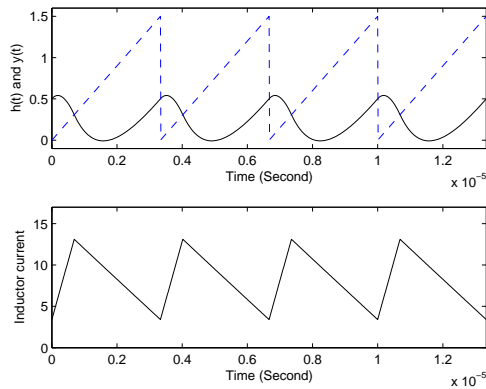 1.5
1
0.5
0
h(t) and y(t)
0 0.2 0.4 0.6 0.8 1 1.2
Time (Second)
x 10⁻⁵
15
10
5
0
Inductor current
0 0.2 0.4 0.6 0.8 1 1.2
Time (Second)
x 10⁻⁵